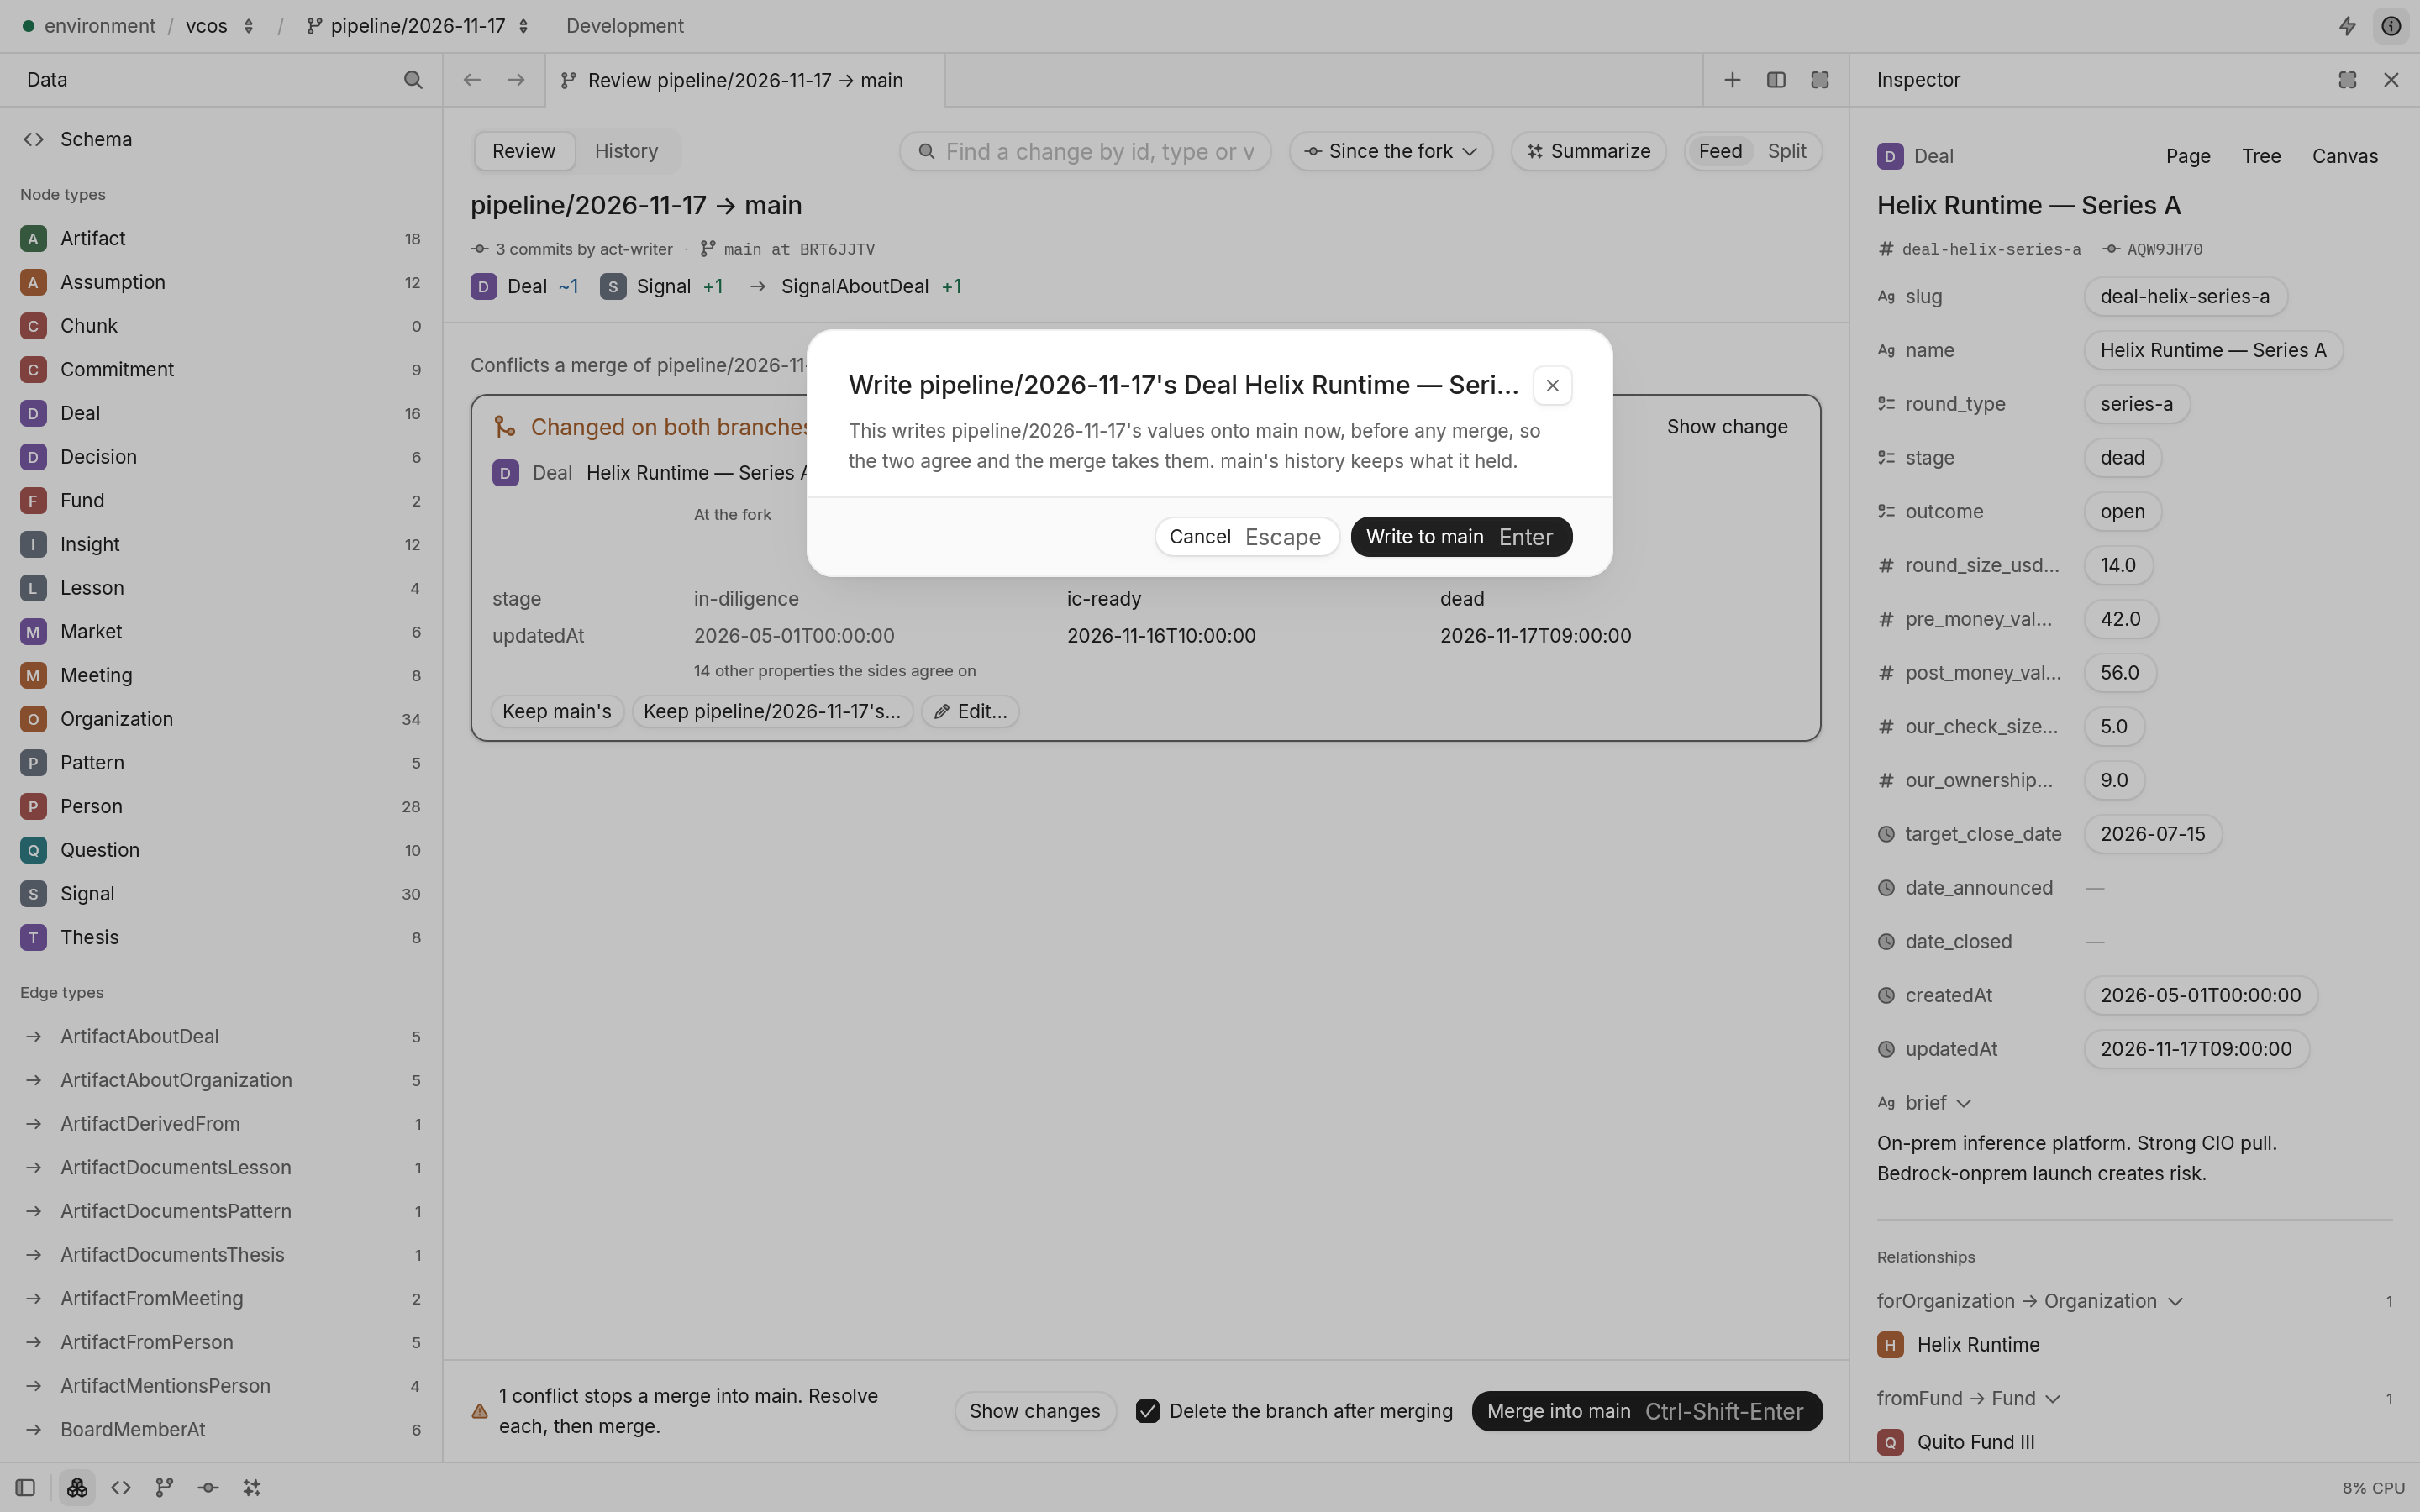 environment / vcos / pipeline/2026-11-17 Development
Data
Review pipeline/2026-11-17 → main
Inspector
Schema
Node types
A Artifact 18
A Assumption 12
C Chunk 0
C Commitment 9
D Deal 16
D Decision 6
F Fund 2
I Insight 12
L Lesson 4
M Market 6
M Meeting 8
O Organization 34
P Pattern 5
P Person 28
Q Question 10
S Signal 30
T Thesis 8
Edge types
ArtifactAboutDeal 5
ArtifactAboutOrganization 5
ArtifactDerivedFrom 1
ArtifactDocumentsLesson 1
ArtifactDocumentsPattern 1
ArtifactDocumentsThesis 1
ArtifactFromMeeting 2
ArtifactFromPerson 5
ArtifactMentionsPerson 4
BoardMemberAt 6
Review History
Find a change by id, type or v
Since the fork
Summarize
Feed Split
pipeline/2026-11-17 → main
3 commits by act-writer · main at BRT6JJTV
D Deal ~1 S Signal +1 → SignalAboutDeal +1
Conflicts a merge of pipeline/2026-11-
Changed on both branches
Show change
D Deal Helix Runtime — Series A
At the fork
stage in-diligence ic-ready dead
updatedAt 2026-05-01T00:00:00 2026-11-16T10:00:00 2026-11-17T09:00:00
14 other properties the sides agree on
Keep main's Keep pipeline/2026-11-17's... Edit...
Write pipeline/2026-11-17's Deal Helix Runtime — Seri...
This writes pipeline/2026-11-17's values onto main now, before any merge, so
the two agree and the merge takes them. main's history keeps what it held.
Cancel Escape Write to main Enter
1 conflict stops a merge into main. Resolve
each, then merge.
Show changes
Delete the branch after merging
Merge into main Ctrl-Shift-Enter
D Deal Page Tree Canvas
Helix Runtime — Series A
# deal-helix-series-a AQW9JH70
Ag slug deal-helix-series-a
Ag name Helix Runtime — Series A
round_type series-a
stage dead
outcome open
# round_size_usd... 14.0
# pre_money_val... 42.0
# post_money_val... 56.0
# our_check_size... 5.0
# our_ownership... 9.0
target_close_date 2026-07-15
date_announced —
date_closed —
createdAt 2026-05-01T00:00:00
updatedAt 2026-11-17T09:00:00
Ag brief
On-prem inference platform. Strong CIO pull.
Bedrock-onprem launch creates risk.
Relationships
forOrganization → Organization 1
H Helix Runtime
fromFund → Fund 1
Q Quito Fund III
8% CPU